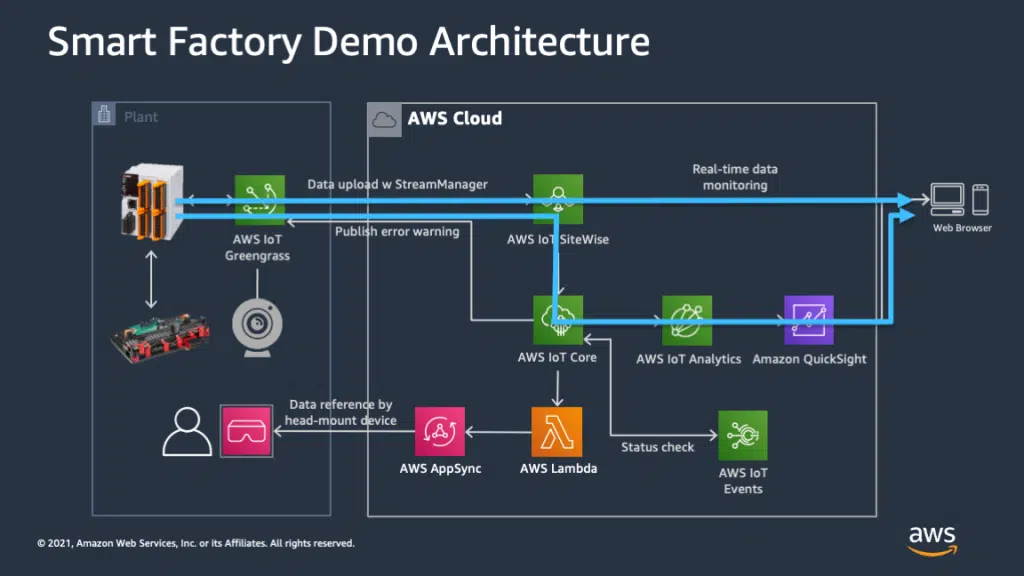 Smart Factory Demo Architecture
Plant
AWS Cloud
Data upload w StreamManager
Real-time data
monitoring
Publish error warning
AWS IoT
Greengrass
AWS IoT SiteWise
Web Browser
AWS IoT Core
AWS IoT Analytics
Amazon QuickSight
Data reference by
head-mount device
Status check
AWS AppSync
AWS Lambda
AWS IoT
Events
© 2021, Amazon Web Services, Inc. or its Affiliates. All rights reserved.
aws